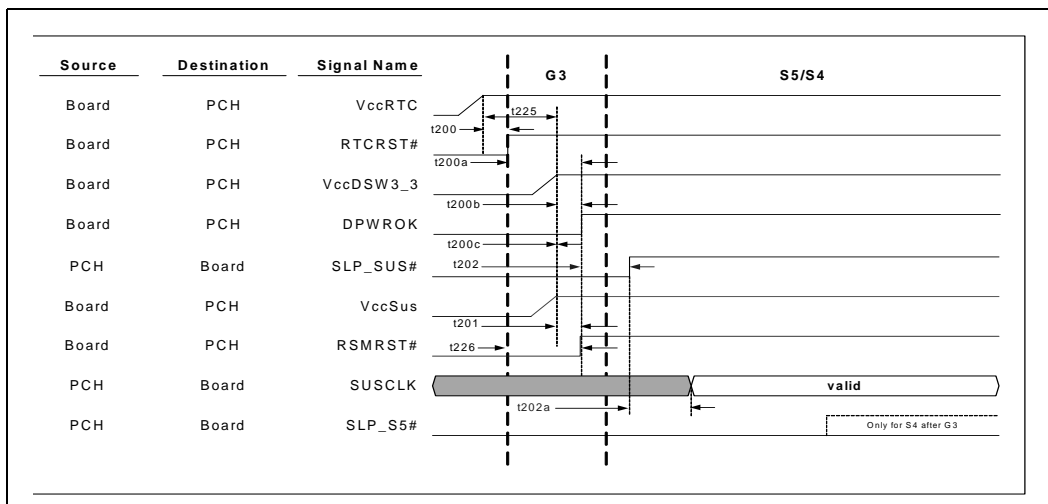 Source Destination Signal Name G3 S5/S4
Board PCH VccRTC
t225
t200
Board PCH RTCRST#
t200a
Board PCH VccDSW3_3
t200b
Board PCH DPWROK
t200c
PCH Board SLP_SUS# t202
Board PCH VccSus
t201
Board PCH RSMRST# t226
PCH Board SUSCLK valid
t202a
PCH Board SLP_S5# Only for S4 after G3